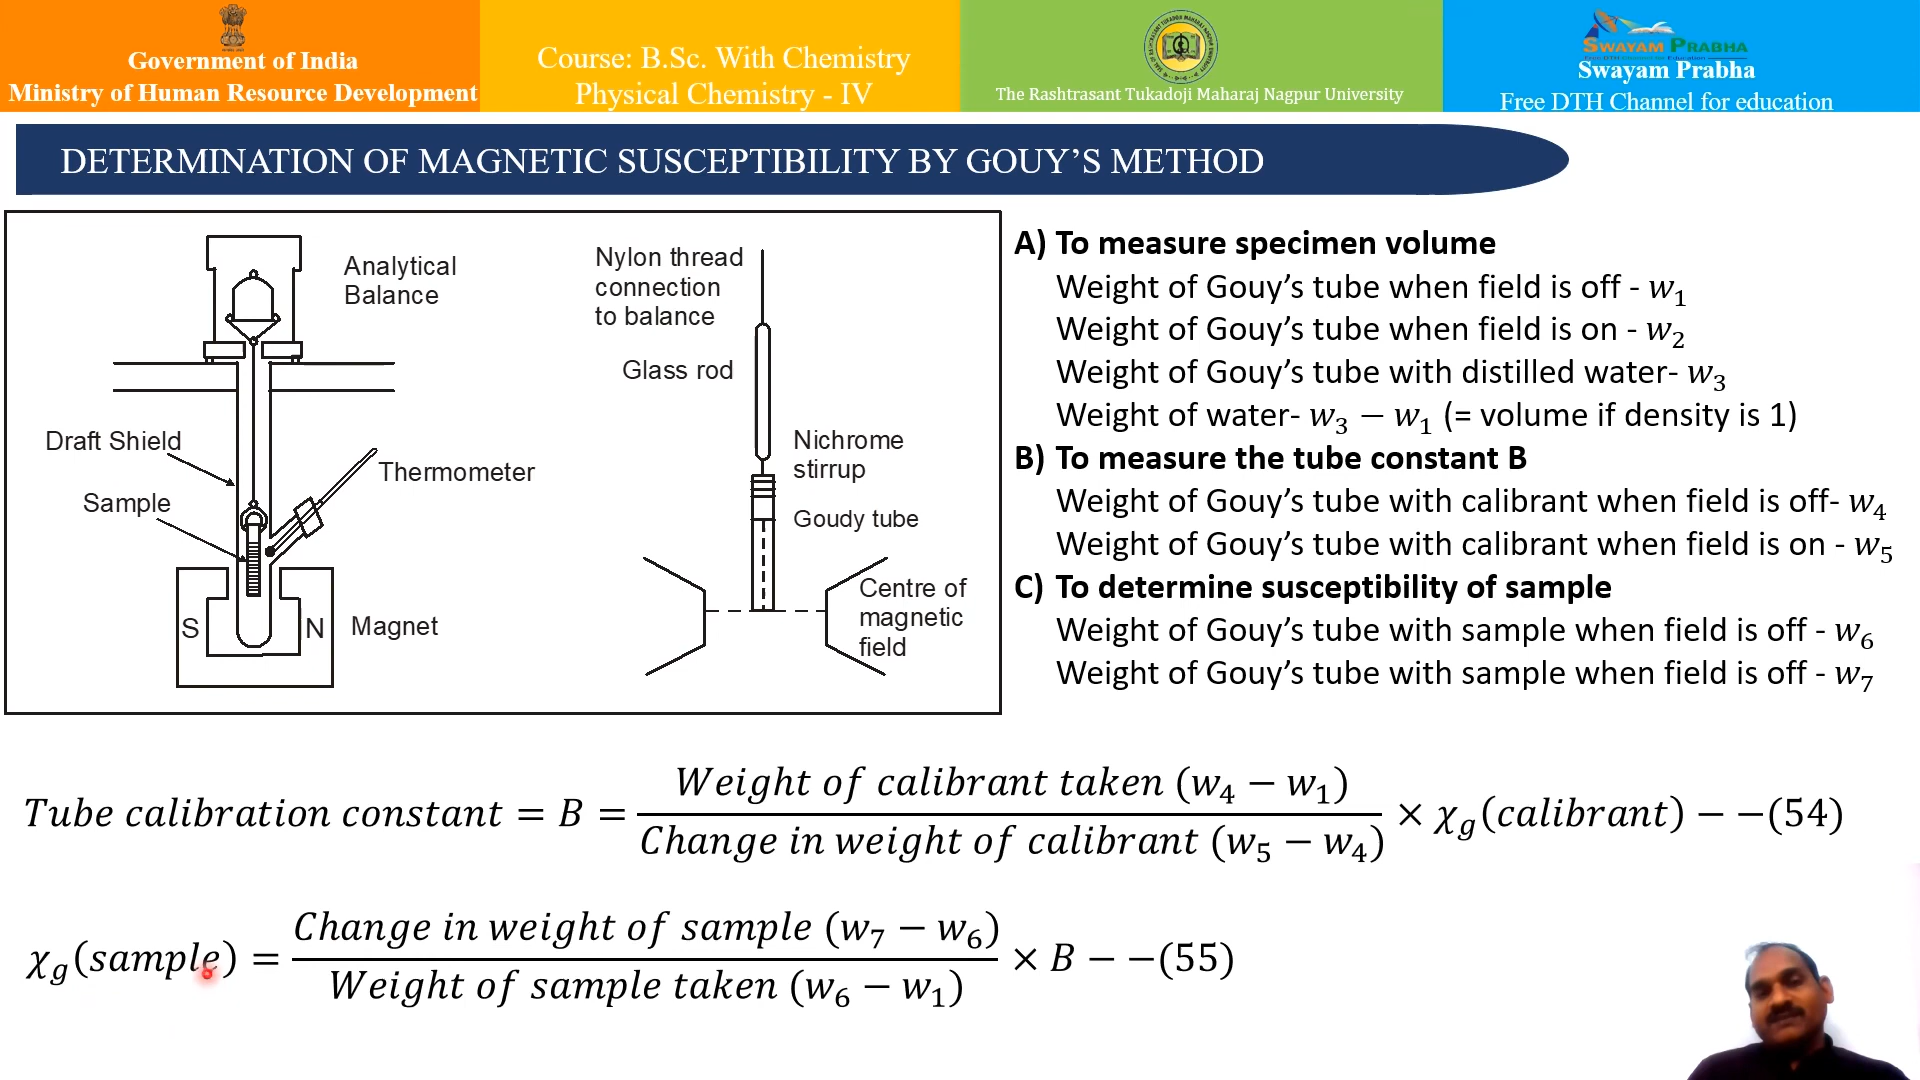 Government of India
Ministry of Human Resource Development
Course: B.Sc. With Chemistry
Physical Chemistry - IV
The Rashtrasant Tukadoji Maharaj Nagpur University
SWAYAM PRABHA
Free DTH Channel for Education
Swayam Prabha
Free DTH Channel for education
DETERMINATION OF MAGNETIC SUSCEPTIBILITY BY GOUY’S METHOD
Analytical
Balance
Draft Shield
Sample
Thermometer
S
N
Magnet
Nylon thread
connection
to balance
Glass rod
Nichrome
stirrup
Goudy tube
Centre of
magnetic
field
A) To measure specimen volume
Weight of Gouy’s tube when field is off - w₁
Weight of Gouy’s tube when field is on - w₂
Weight of Gouy’s tube with distilled water- w₃
Weight of water- w₃ − w₁ (= volume if density is 1)
B) To measure the tube constant B
Weight of Gouy’s tube with calibrant when field is off- w₄
Weight of Gouy’s tube with calibrant when field is on - w₅
C) To determine susceptibility of sample
Weight of Gouy’s tube with sample when field is off - w₆
Weight of Gouy’s tube with sample when field is off - w₇
Tube calibration constant = B = Weight of calibrant taken (w₄ − w₁) / Change in weight of calibrant (w₅ − w₄) × χg(calibrant) − −(54)
χg(sample) = Change in weight of sample (w₇ − w₆) / Weight of sample taken (w₆ − w₁) × B − −(55)